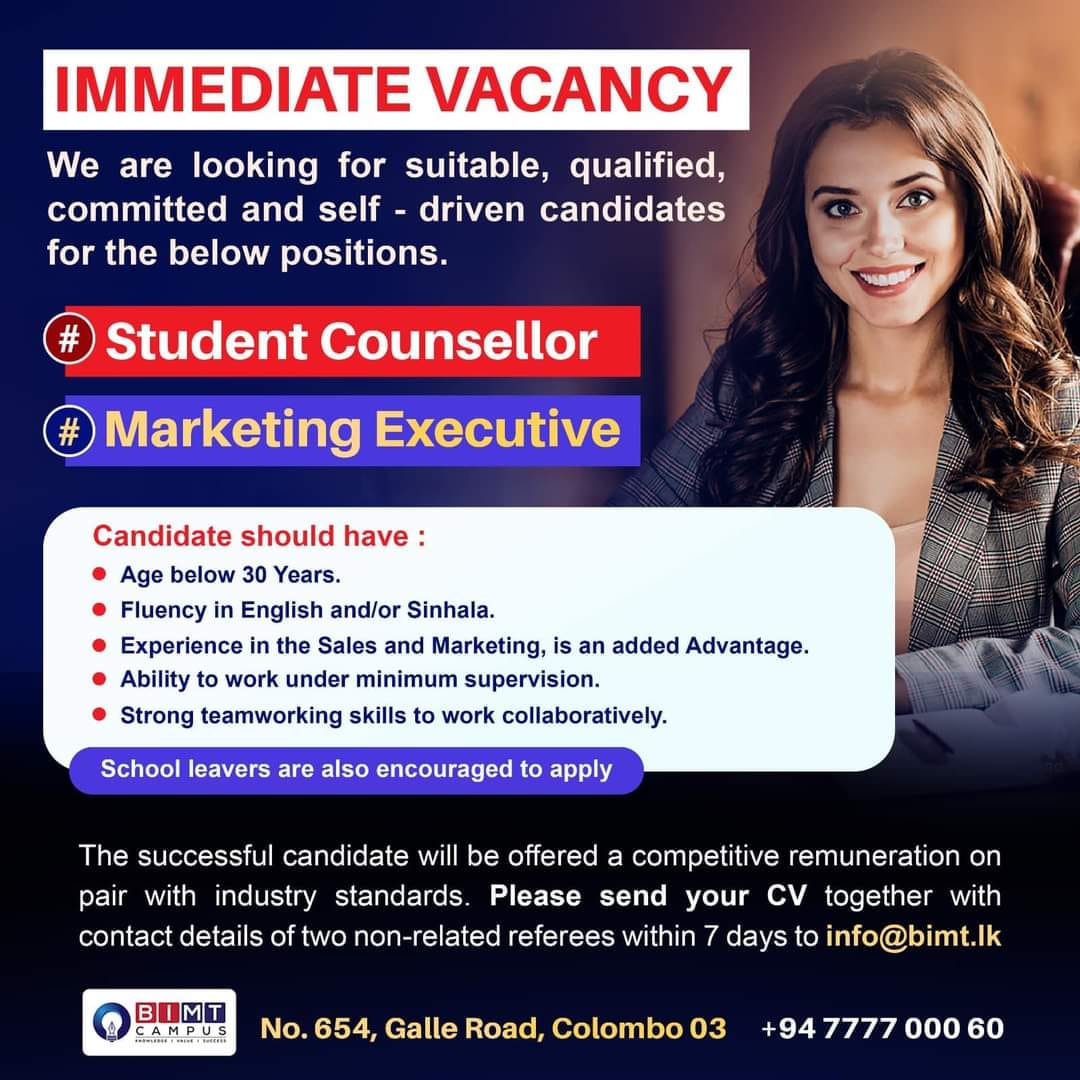 IMMEDIATE VACANCY
We are looking for suitable, qualified,
committed and self - driven candidates
for the below positions.
# Student Counsellor
# Marketing Executive
Candidate should have :
• Age below 30 Years.
• Fluency in English and/or Sinhala.
• Experience in the Sales and Marketing, is an added Advantage.
• Ability to work under minimum supervision.
• Strong teamworking skills to work collaboratively.
School leavers are also encouraged to apply
The successful candidate will be offered a competitive remuneration on
pair with industry standards. Please send your CV together with
contact details of two non-related referees within 7 days to info@bimt.lk
BIMT
CAMPUS
KNOWLEDGE | VALUE | SUCCESS
No. 654, Galle Road, Colombo 03 +94 7777 000 60